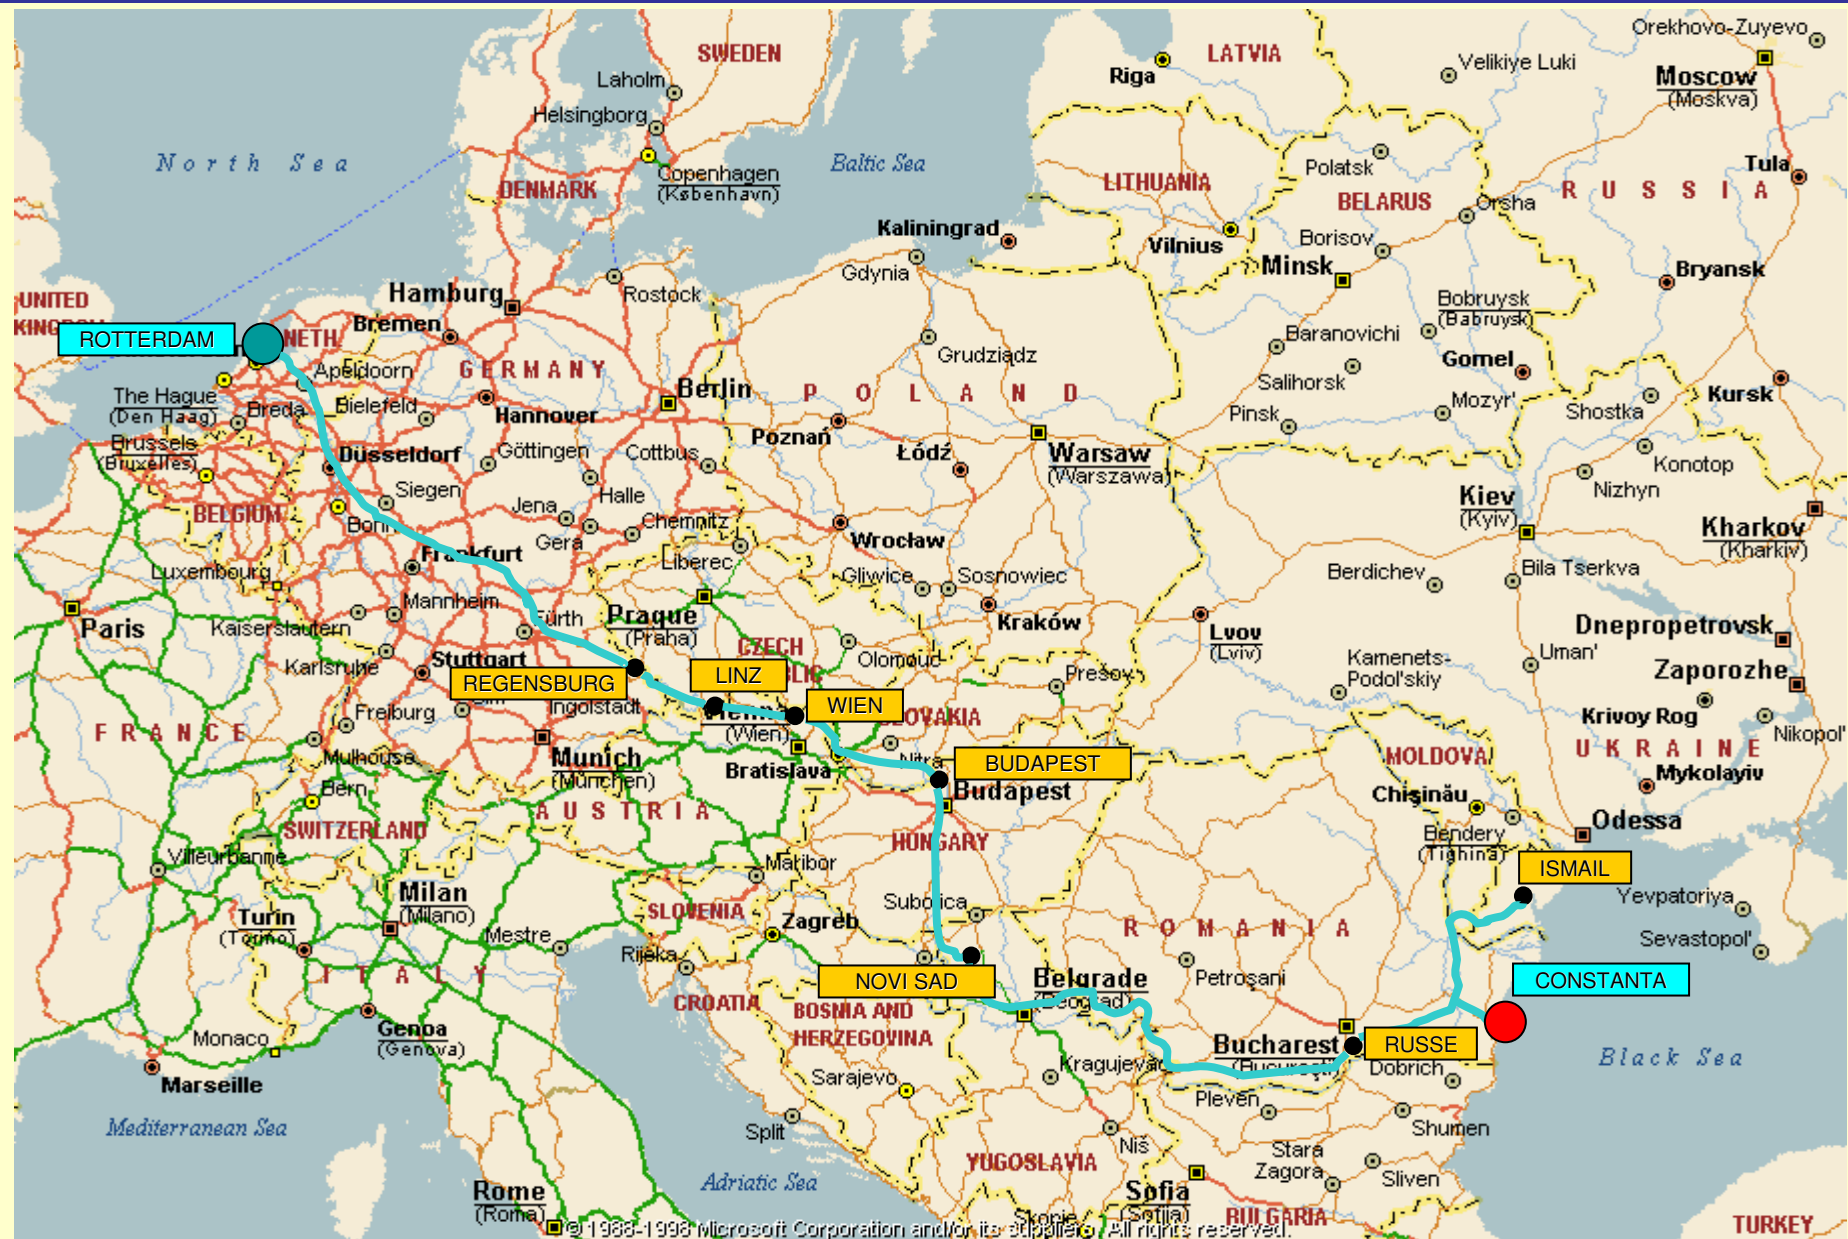 Orekhovo-Zuyevo
SWEDEN
LATVIA
Velikiye Luki
Riga
Moscow
(Moskva)
Laholm
Helsingborg
North Sea
Baltic Sea
Copenhagen
(København)
DENMARK
LITHUANIA
Polatsk
BELARUS
Tula
RUSSIA
Orsha
Kaliningrad
Vilnius
Borisov
Gdynia
Minsk
Bryansk
UNITED
KINGDOM
Hamburg
Rostock
Bobruysk
(Babruysk)
ROTTERDAM
NETH.
Bremen
Baranovichi
Grudziądz
Gomel
Apeldoorn
GERMANY
Salihorsk
The Hague
(Den Haag)
Breda
Bielefeld
Hannover
Berlin
POLAND
Pinsk
Mozyr'
Shostka
Kursk
Brussels
(Bruxelles)
Düsseldorf
Göttingen
Cottbus
Poznań
Łódź
Warsaw
(Warszawa)
Konotop
Nizhyn
BELGIUM
Siegen
Bonn
Jena
Halle
Gera
Chemnitz
Kiev
(Kyiv)
Kharkov
(Kharkiv)
Frankfurt
Liberec
Wrocław
Luxembourg
Gliwice
Sosnowiec
Berdichev
Bila Tserkva
Paris
Mannheim
Kaiserslautern
Fürth
Prague
(Praha)
Kraków
Lvov
(Lviv)
Dnepropetrovsk
Karlsruhe
Stuttgart
CZECH
Olomouc
Kamenets-
Podol'skiy
Uman'
Zaporozhe
REGENSBURG
LINZ
WIEN
Prešov
FRANCE
Freiburg
Ingolstadt
Vienna
(Wien)
SLOVAKIA
Krivoy Rog
Nikopol'
Mulhouse
Munich
(München)
Bratislava
Nitra
BUDAPEST
MOLDOVA
UKRAINE
Mykolayiv
Bern
AUSTRIA
Budapest
Chişinău
SWITZERLAND
HUNGARY
Bendery
(Tighina)
Odessa
Villeurbanne
Maribor
ISMAIL
Milan
(Milano)
Subotica
Yevpatoriya
Turin
(Torino)
SLOVENIA
Zagreb
ROMANIA
Sevastopol'
Mestre
Rijeka
ITALY
NOVI SAD
Belgrade
(Beograd)
Petroşani
CONSTANTA
CROATIA
BOSNIA AND
HERZEGOVINA
Genoa
(Genova)
Monaco
Bucharest
(Bucureşti)
RUSSE
Black Sea
Marseille
Sarajevo
Kragujevac
Dobrich
Pleven
Mediterranean Sea
Split
Niš
Shumen
Adriatic Sea
YUGOSLAVIA
Stara
Zagora
Sliven
Rome
(Roma)
Sofia
(Sofija)
Skopje
BULGARIA
TURKEY
© 1988-1998 Microsoft Corporation and/or its suppliers. All rights reserved.